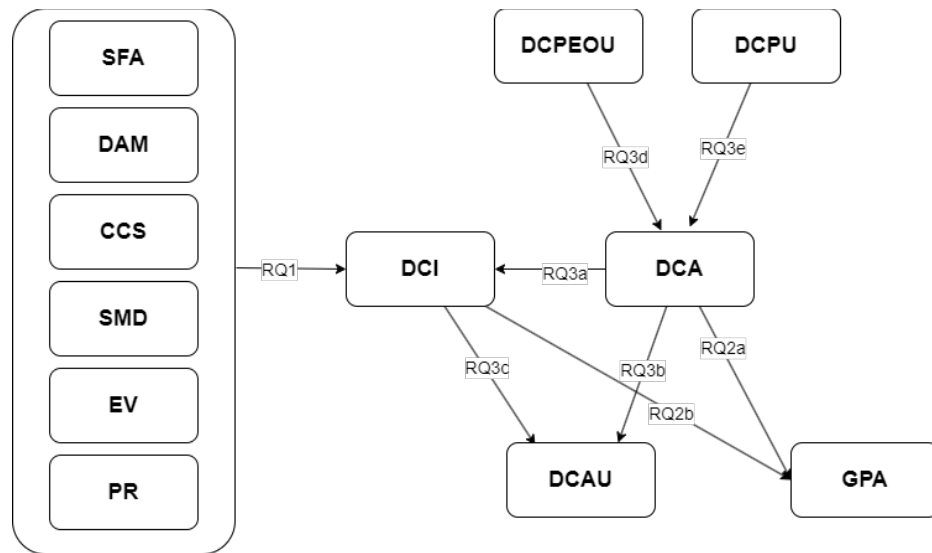 SFA
DAM
CCS
SMD
EV
PR
DCPEOU
DCPU
RQ3d
RQ3e
RQ1
DCI
RQ3a
DCA
RQ3c
RQ3b
RQ2a
RQ2b
DCAU
GPA